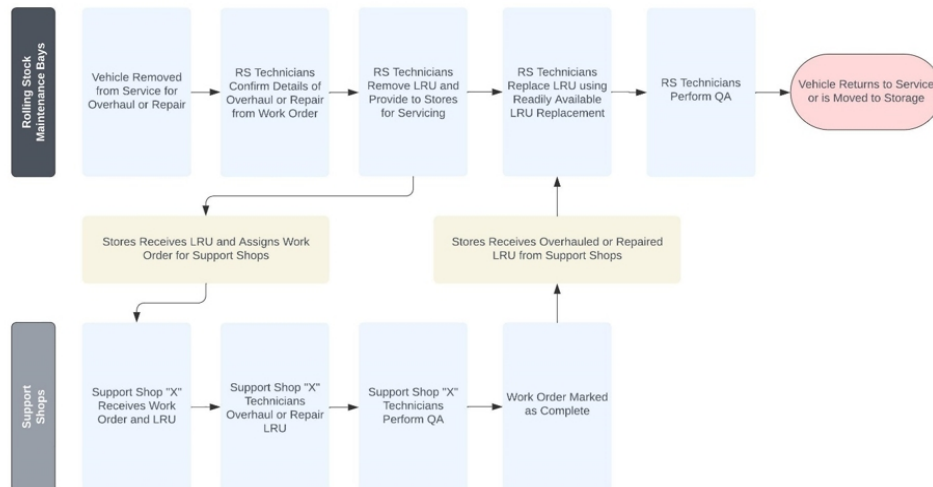 Rolling Stock
Maintenance Bays
Vehicle Removed
from Service for
Overhaul or Repair
RS Technicians
Confirm Details of
Overhaul or Repair
from Work Order
RS Technicians
Remove LRU and
Provide to Stores
for Servicing
RS Technicians
Replace LRU using
Readily Available
LRU Replacement
RS Technicians
Perform QA
Vehicle Returns to Service
or is Moved to Storage
Stores Receives LRU and Assigns Work
Order for Support Shops
Stores Receives Overhauled or Repaired
LRU from Support Shops
Support
Shops
Support Shop "X"
Receives Work
Order and LRU
Support Shop "X"
Technicians
Overhaul or Repair
LRU
Support Shop "X"
Technicians
Perform QA
Work Order Marked
as Complete